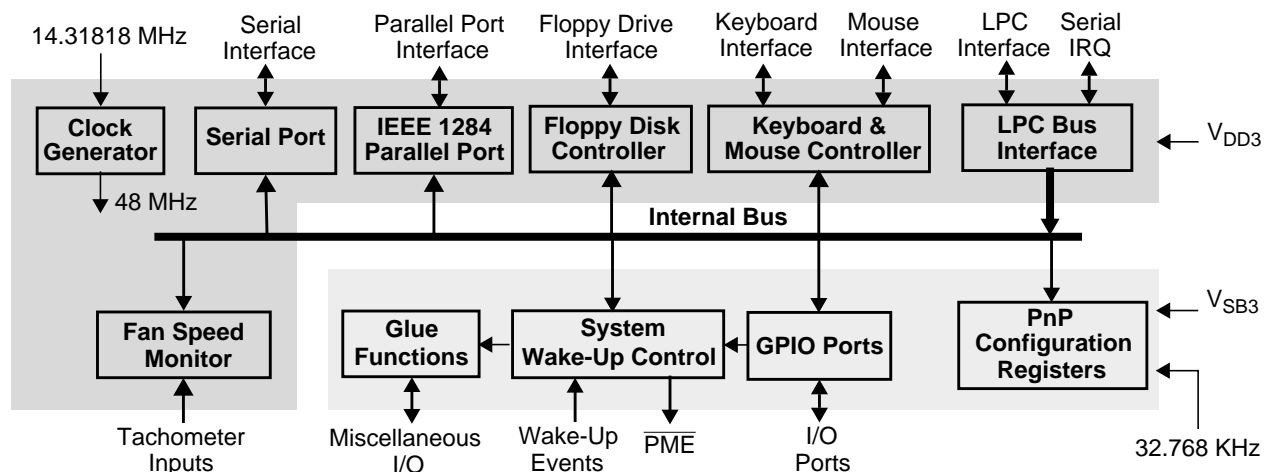 14.31818 MHz
Serial
Interface
Parallel Port
Interface
Floppy Drive
Interface
Keyboard
Interface
Mouse
Interface
LPC
Interface
Serial
IRQ
Clock
Generator
Serial Port
IEEE 1284
Parallel Port
Floppy Disk
Controller
Keyboard &
Mouse Controller
LPC Bus
Interface
VDD3
48 MHz
Internal Bus
Fan Speed
Monitor
Glue
Functions
System
Wake-Up Control
GPIO Ports
PnP
Configuration
Registers
VSB3
Tachometer
Inputs
Miscellaneous
I/O
Wake-Up
Events
PME
I/O
Ports
32.768 KHz